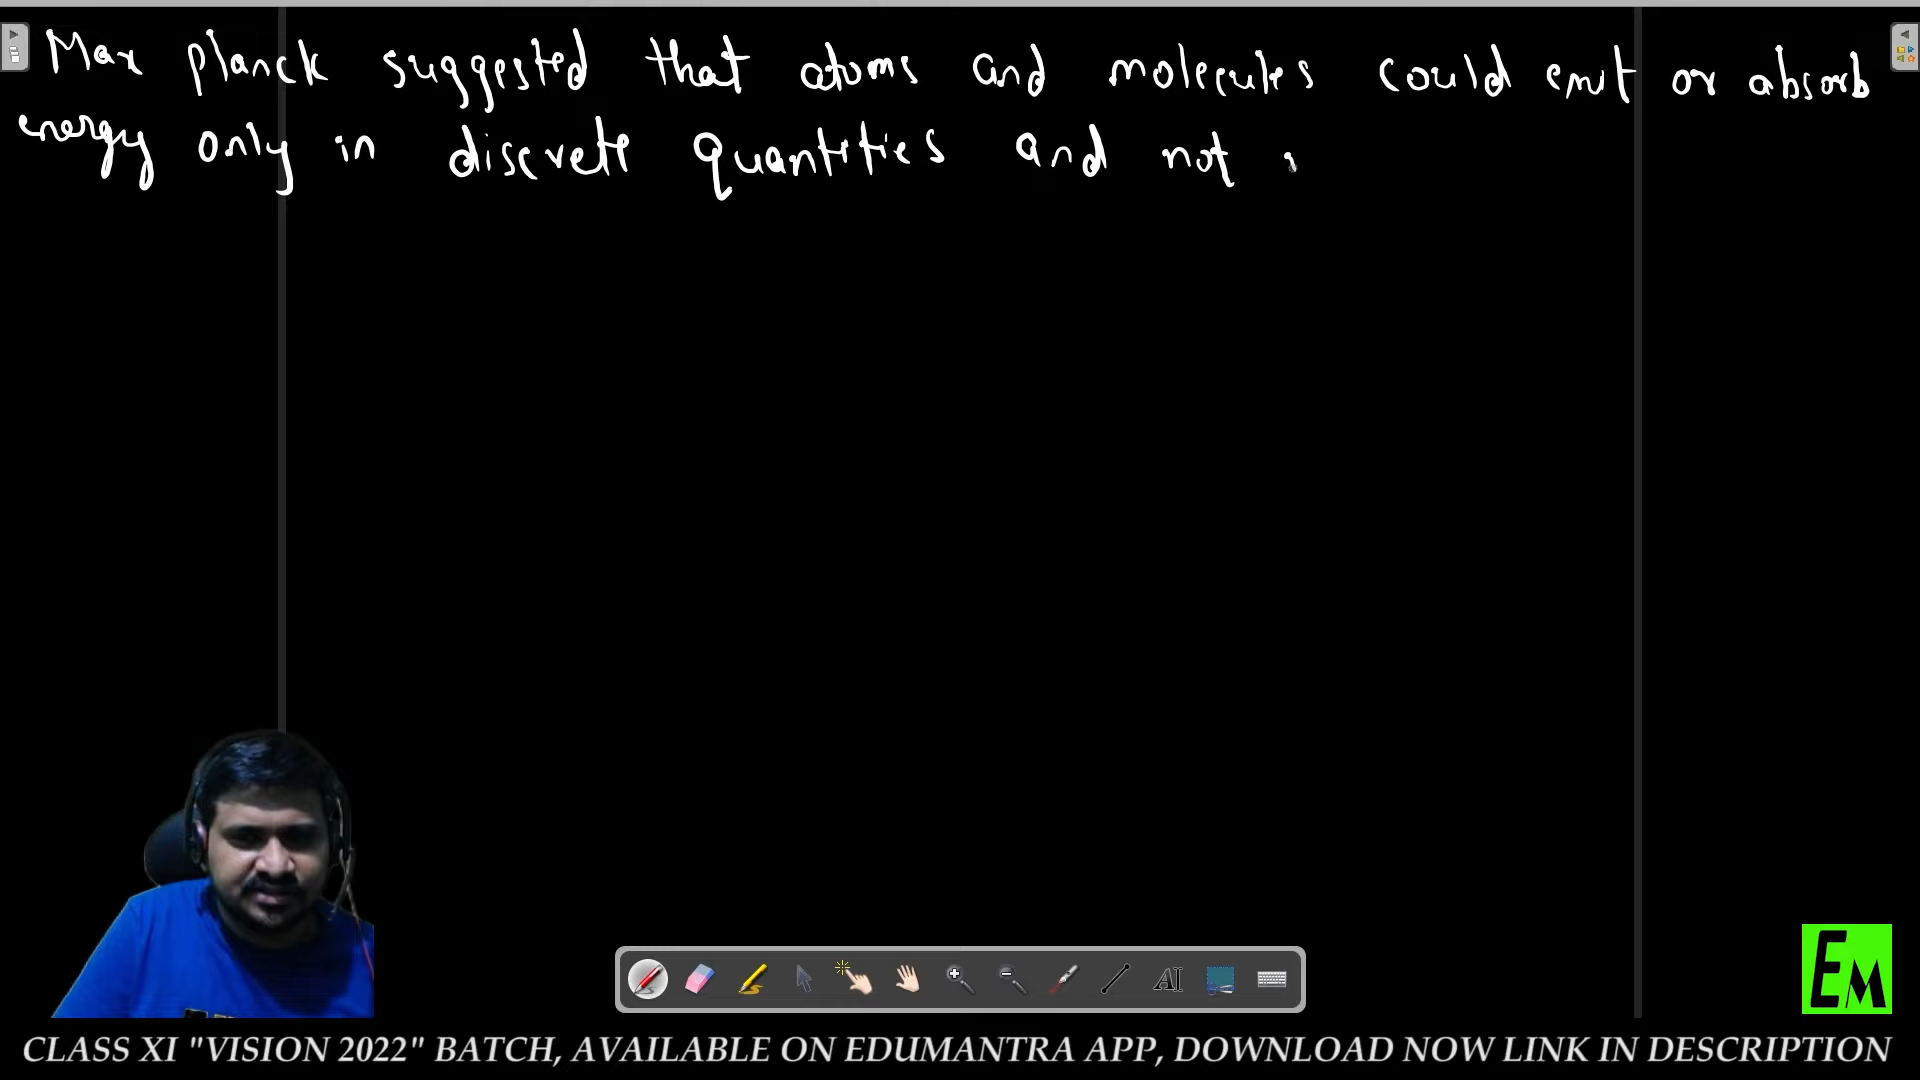 Max planck suggested that atoms and molecules could emit or absorb
energy only in discrete quantities and not
EM
CLASS XI "VISION 2022" BATCH, AVAILABLE ON EDUMANTRA APP, DOWNLOAD NOW LINK IN DESCRIPTION